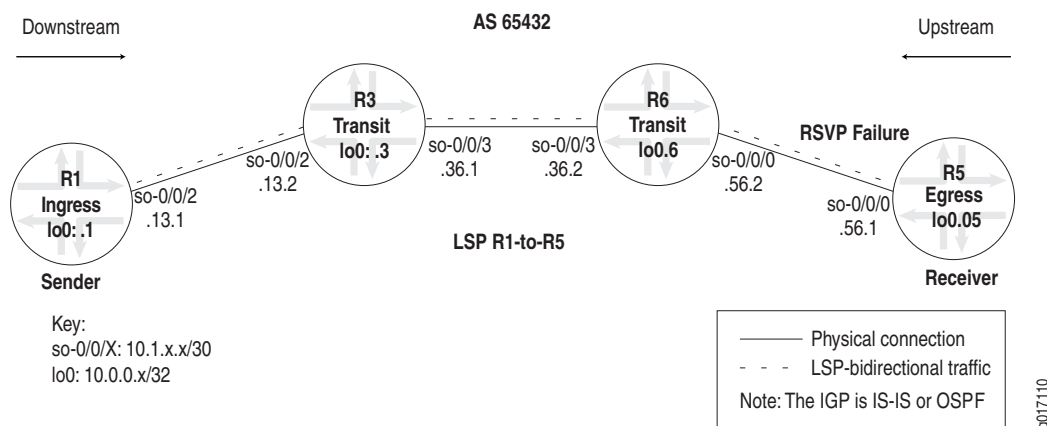 Downstream
AS 65432
Upstream
R3
Transit
lo0: .3
R6
Transit
lo0.6
RSVP Failure
R1
Ingress
lo0: .1
so-0/0/2
.13.1
so-0/0/2
.13.2
so-0/0/3
.36.1
so-0/0/3
.36.2
so-0/0/0
.56.2
so-0/0/0
.56.1
R5
Egress
lo0.05
LSP R1-to-R5
Sender
Receiver
Key:
so-0/0/X: 10.1.x.x/30
lo0: 10.0.0.x/32
Physical connection
LSP-bidirectional traffic
Note: The IGP is IS-IS or OSPF
g017110